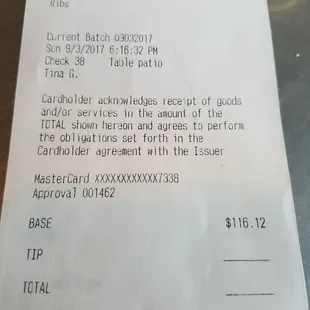 Ribs
Current Batch 09032017
Sun 9/3/2017 6:16:32 PM
Check 38 Table patio
Tina G.
Cardholder acknowledges receipt of goods
and/or services in the amount of the
TOTAL shown hereon and agrees to perform
the obligations set forth in the
Cardholder agreement with the Issuer
MasterCard XXXXXXXXXXXX7338
Approval 001462
BASE $116.12
TIP
TOTAL